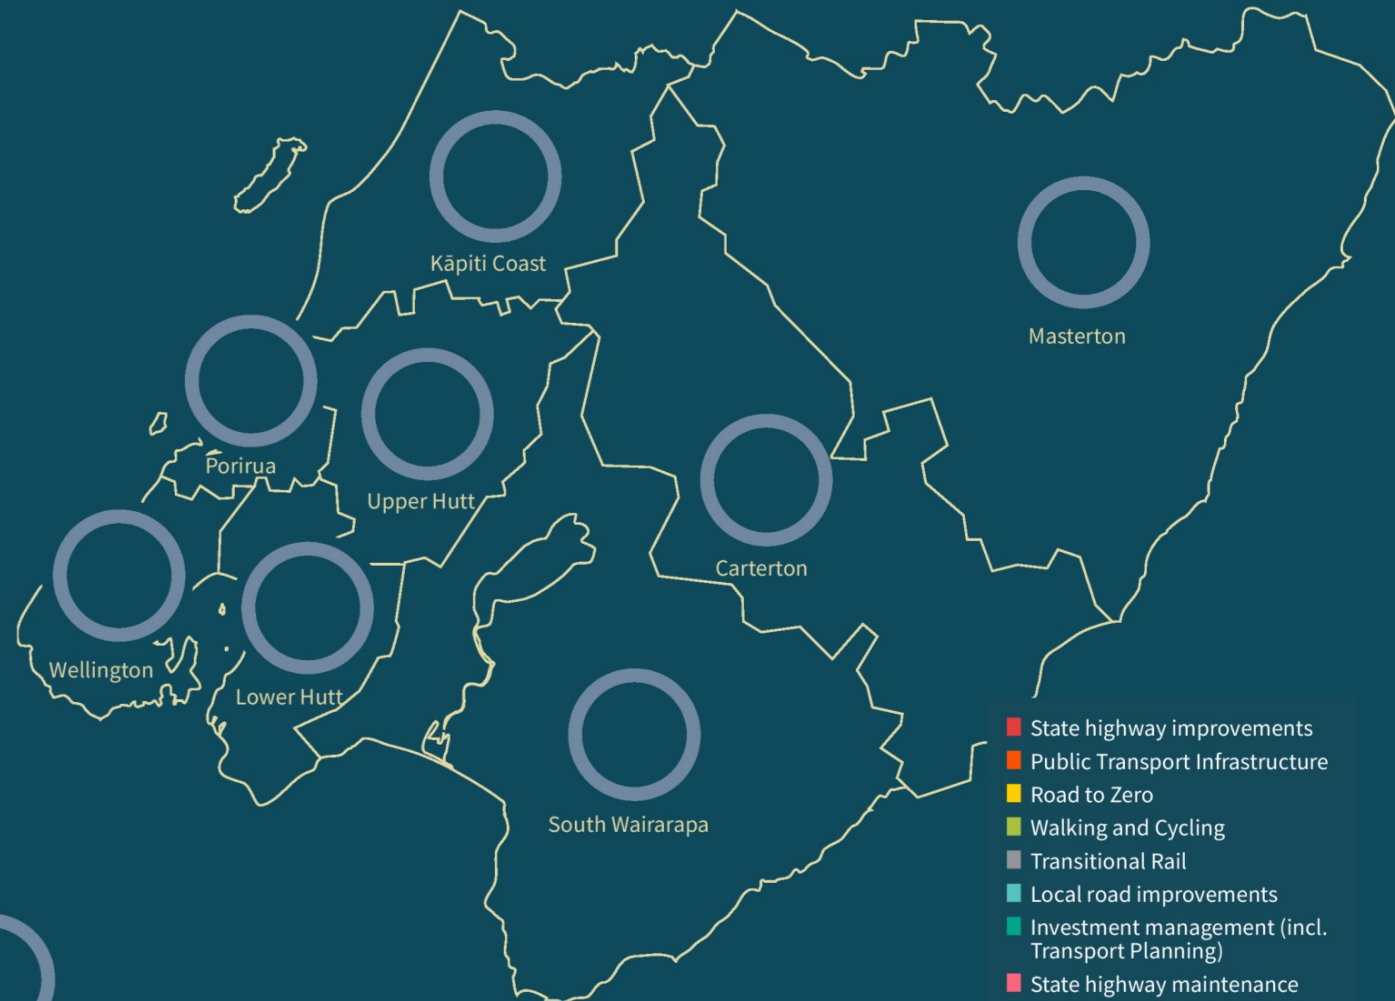 Kāpiti Coast
Masterton
Porirua
Upper Hutt
Carterton
Wellington
Lower Hutt
South Wairarapa
State highway improvements
Public Transport Infrastructure
Road to Zero
Walking and Cycling
Transitional Rail
Local road improvements
Investment management (incl.
Transport Planning)
State highway maintenance